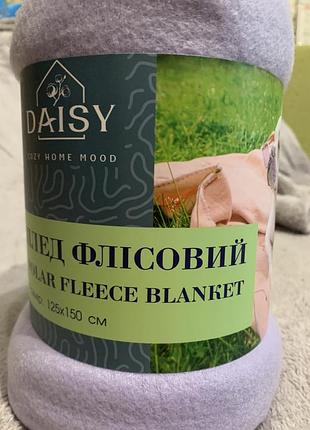 DAISY
COZY HOME MOOD
ПЛЕД ФЛІСОВИЙ
POLAR FLEECE BLANKET
125x150 см